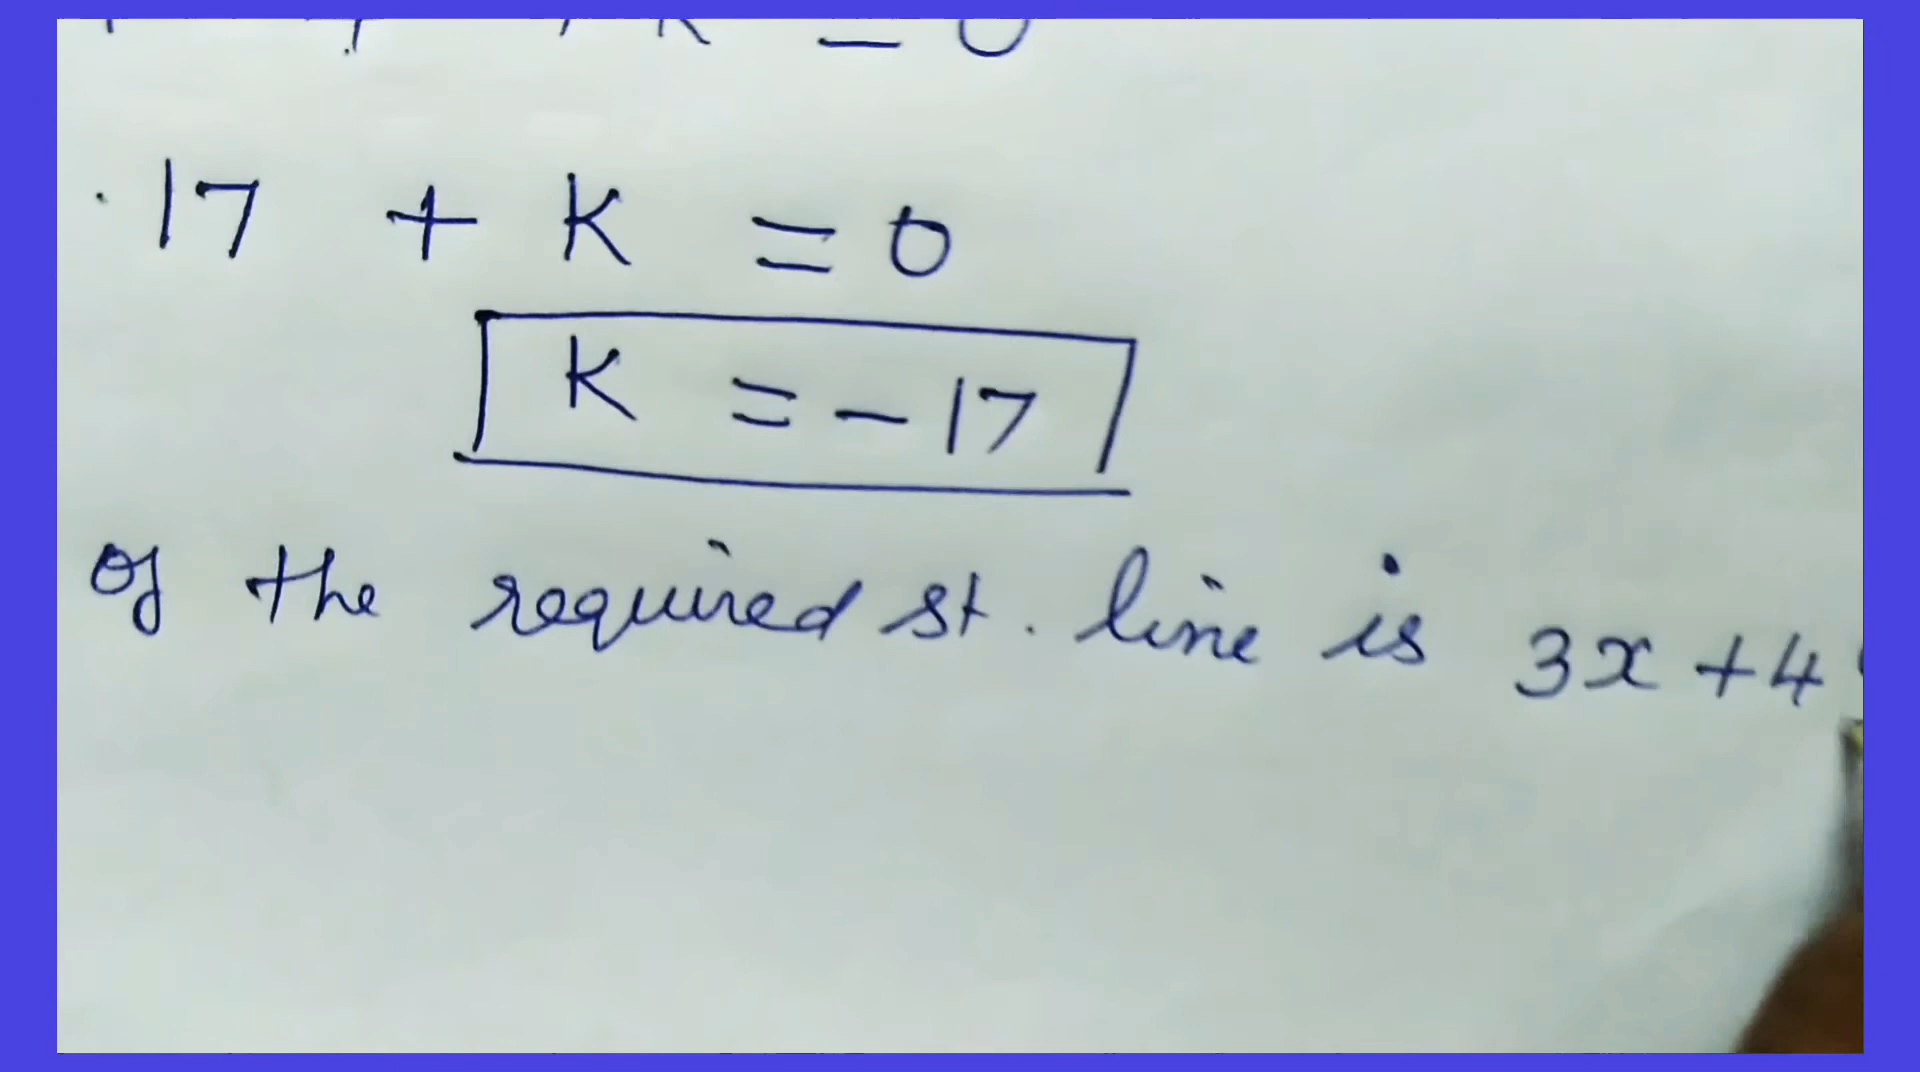 17 + K = 0
K = - 17
of the required st. line is 3x + 4